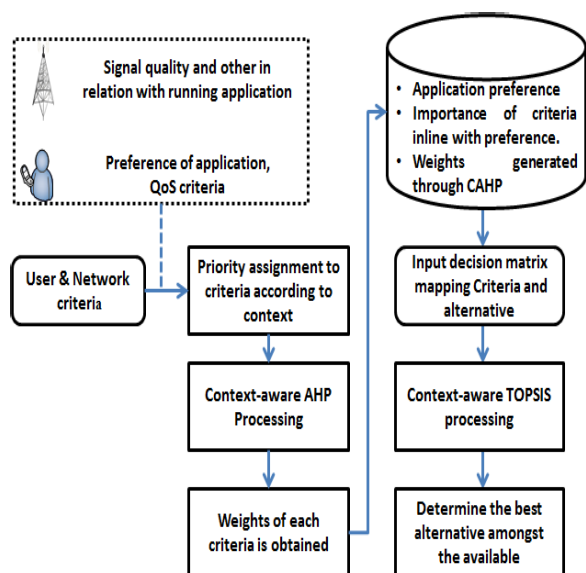 Signal quality and other in
relation with running application
Preference of application,
QoS criteria
User & Network
criteria
Priority assignment to
criteria according to
context
Context-aware AHP
Processing
Weights of each
criteria is obtained
• Application preference
• Importance of criteria
inline with preference.
• Weights generated
through CAHP
Input decision matrix
mapping Criteria and
alternative
Context-aware TOPSIS
processing
Determine the best
alternative amongst
the available